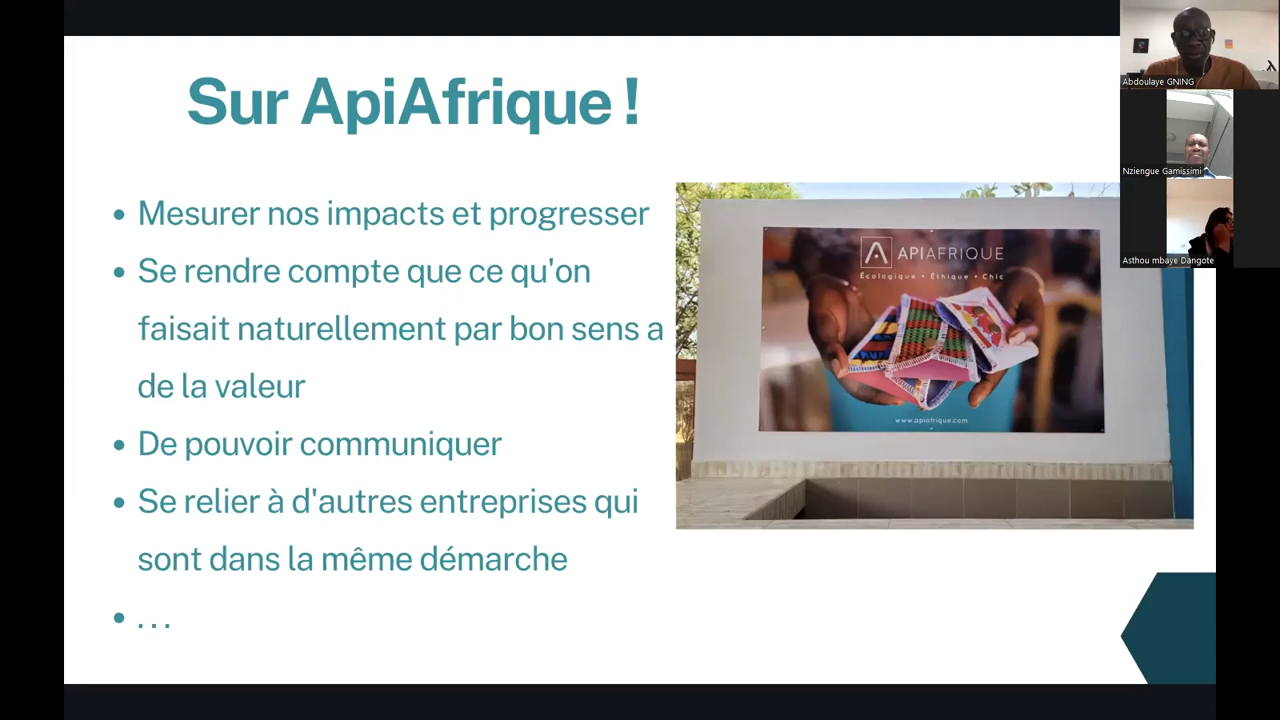 Sur ApiAfrique !
• Mesurer nos impacts et progresser
• Se rendre compte que ce qu'on
faisait naturellement par bon sens a
de la valeur
• De pouvoir communiquer
• Se relier à d'autres entreprises qui
sont dans la même démarche
• . . .
APIAFRIQUE
Écologique • Éthique • Chic
www.apiafrique.com
Abdoulaye GNING
Nziengue Gamissimi
Asthou mbaye Dangote